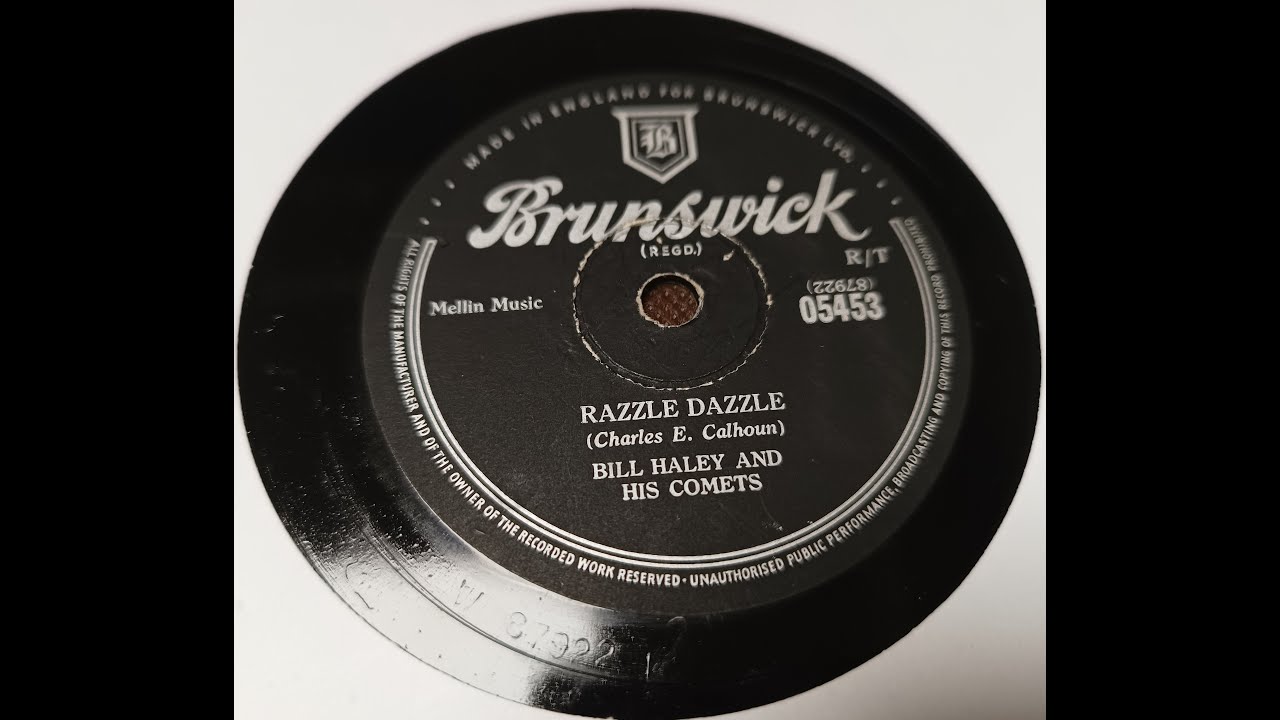 MADE IN ENGLAND FOR BRUNSWICK LTD.
B
Brunswick
(REGD.)
R/T
Mellin Music
(87922)
05453
RAZZLE DAZZLE
(Charles E. Calhoun)
BILL HALEY AND
HIS COMETS
ALL RIGHTS OF THE MANUFACTURER AND OF THE OWNER OF THE RECORDED WORK RESERVED · UNAUTHORISED PUBLIC PERFORMANCE, BROADCASTING AND COPYING OF THIS RECORD PROHIBITED
87922